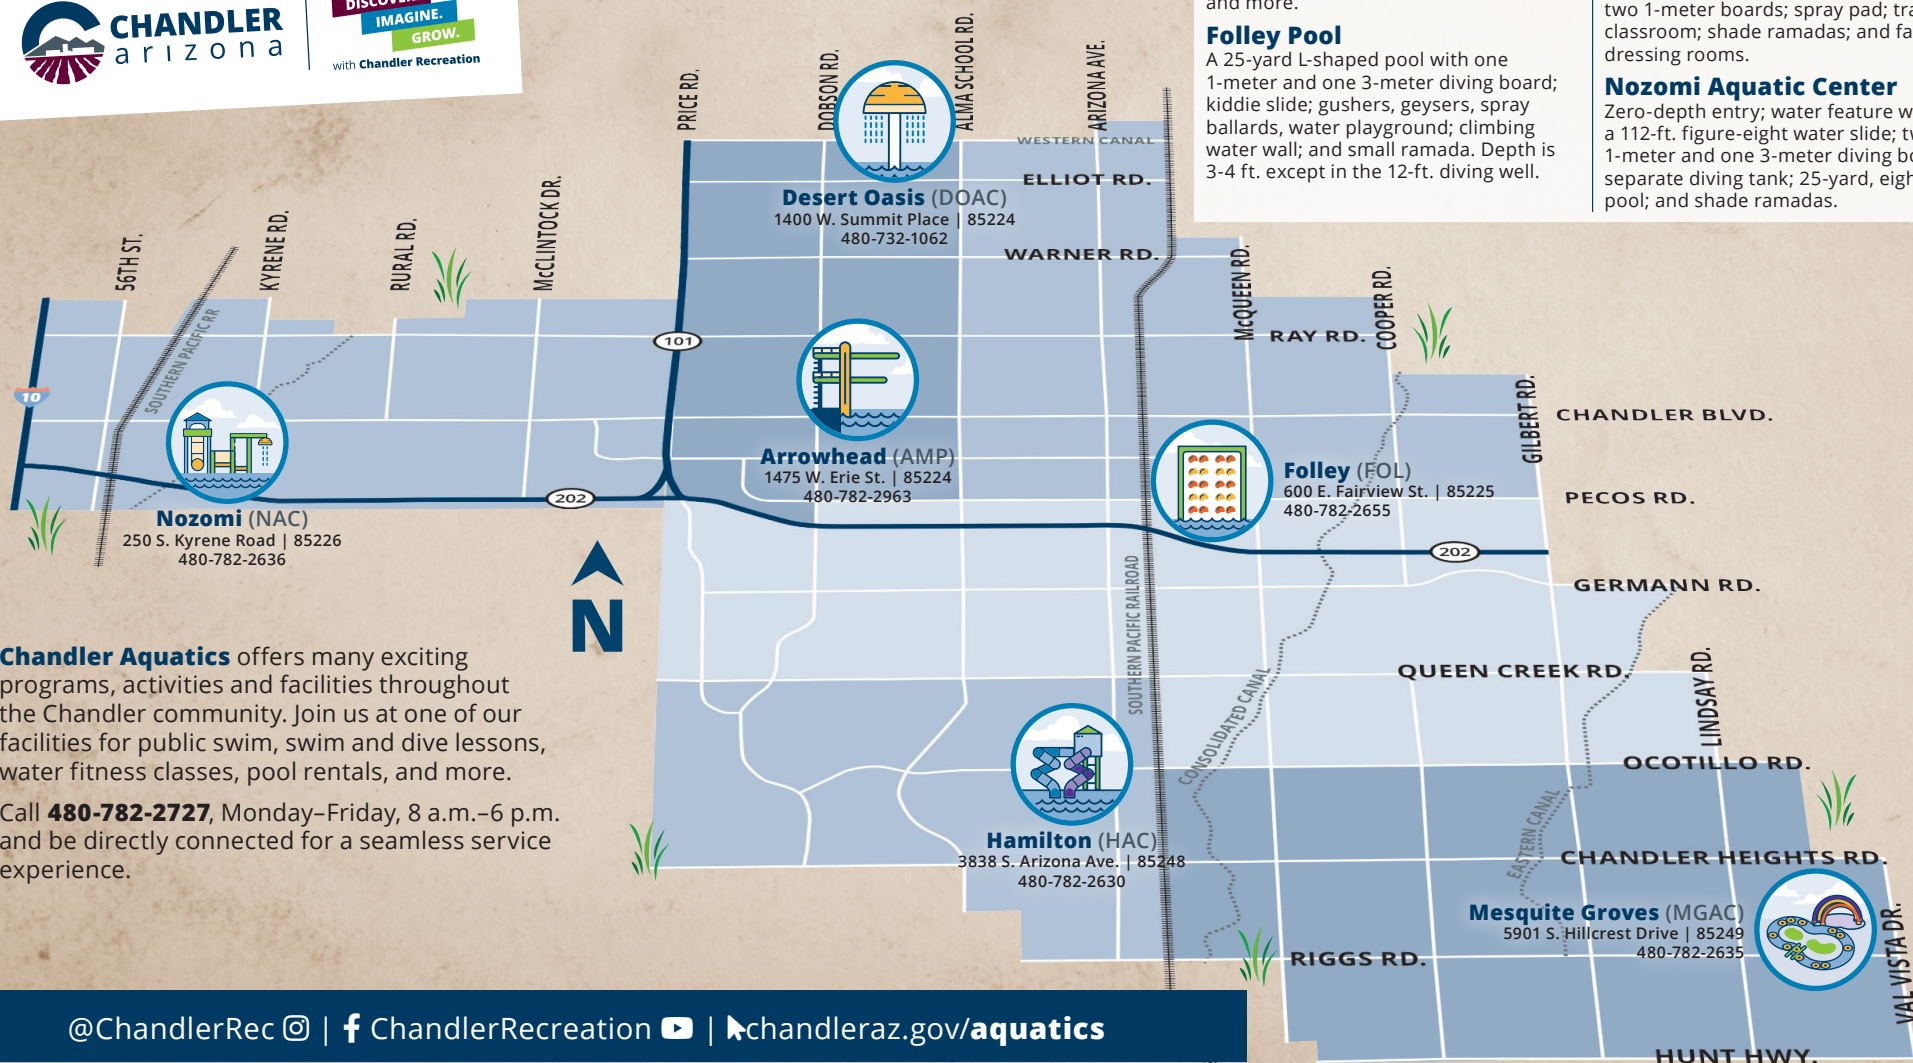 CHANDLER
arizona
DISCOVER.
IMAGINE.
GROW.
with Chandler Recreation
and more.
Folley Pool
A 25-yard L-shaped pool with one
1-meter and one 3-meter diving board;
kiddie slide; gushers, geysers, spray
ballards, water playground; climbing
water wall; and small ramada. Depth is
3-4 ft. except in the 12-ft. diving well.
two 1-meter boards; spray pad;
classroom; shade ramadas; and
dressing rooms.
Nozomi Aquatic Center
Zero-depth entry; water feature
a 112-ft. figure-eight water slide;
1-meter and one 3-meter diving
separate diving tank; 25-yard,
pool; and shade ramadas.
PRICE RD.
DOBSON RD.
ALMA SCHOOL RD.
ARIZONA AVE.
WESTERN CANAL
ELLIOT RD.
WARNER RD.
Desert Oasis (DOAC)
1400 W. Summit Place | 85224
480-732-1062
56TH ST.
KYRENE RD.
RURAL RD.
McCLINTOCK DR.
McQUEEN RD.
COOPER RD.
RAY RD.
SOUTHERN PACIFIC RR
101
10
GILBERT RD.
CHANDLER BLVD.
Arrowhead (AMP)
1475 W. Erie St. | 85224
480-782-2963
Folley (FOL)
600 E. Fairview St. | 85225
480-782-2655
PECOS RD.
202
Nozomi (NAC)
250 S. Kyrene Road | 85226
480-782-2636
202
GERMANN RD.
N
SOUTHERN PACIFIC RAILROAD
QUEEN CREEK RD.
LINDSAY RD.
CONSOLIDATED CANAL
OCOTILLO RD.
EASTERN CANAL
Chandler Aquatics offers many exciting
programs, activities and facilities throughout
the Chandler community. Join us at one of our
facilities for public swim, swim and dive lessons,
water fitness classes, pool rentals, and more.
Call 480-782-2727, Monday–Friday, 8 a.m.–6 p.m.
and be directly connected for a seamless service
experience.
Hamilton (HAC)
3838 S. Arizona Ave. | 85248
480-782-2630
CHANDLER HEIGHTS RD.
Mesquite Groves (MGAC)
5901 S. Hillcrest Drive | 85249
480-782-2635
RIGGS RD.
VAL VISTA DR.
HUNT HWY.
@ChandlerRec | ChandlerRecreation | chandleraz.gov/aquatics